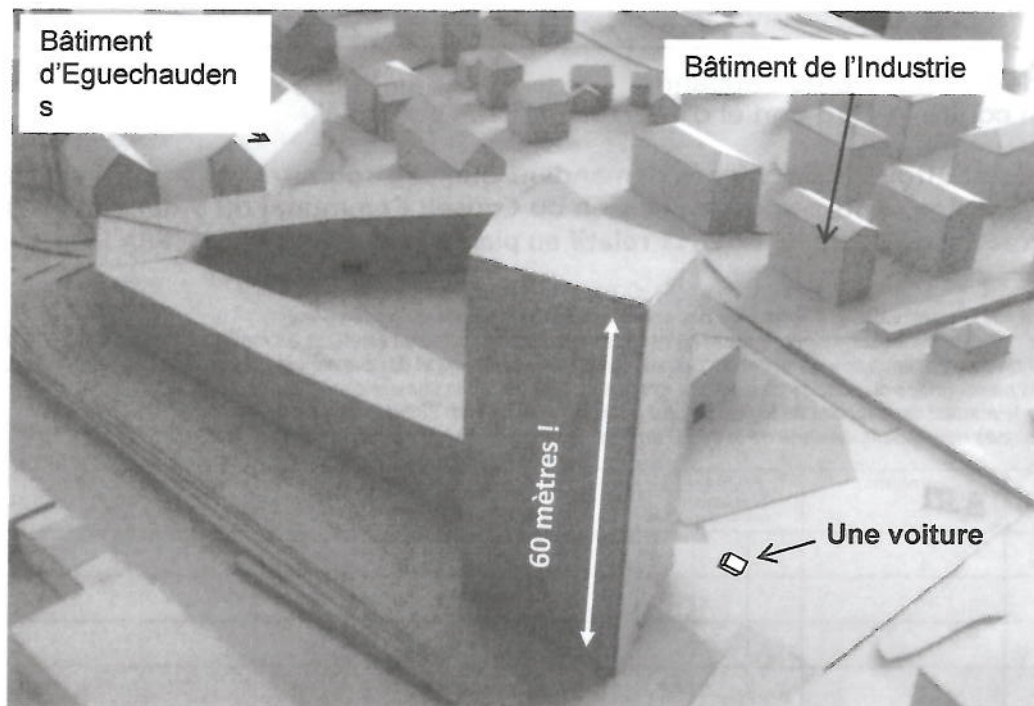 Bâtiment
d'Eguechauden
s
Bâtiment de l'Industrie
60 mètres !
Une voiture